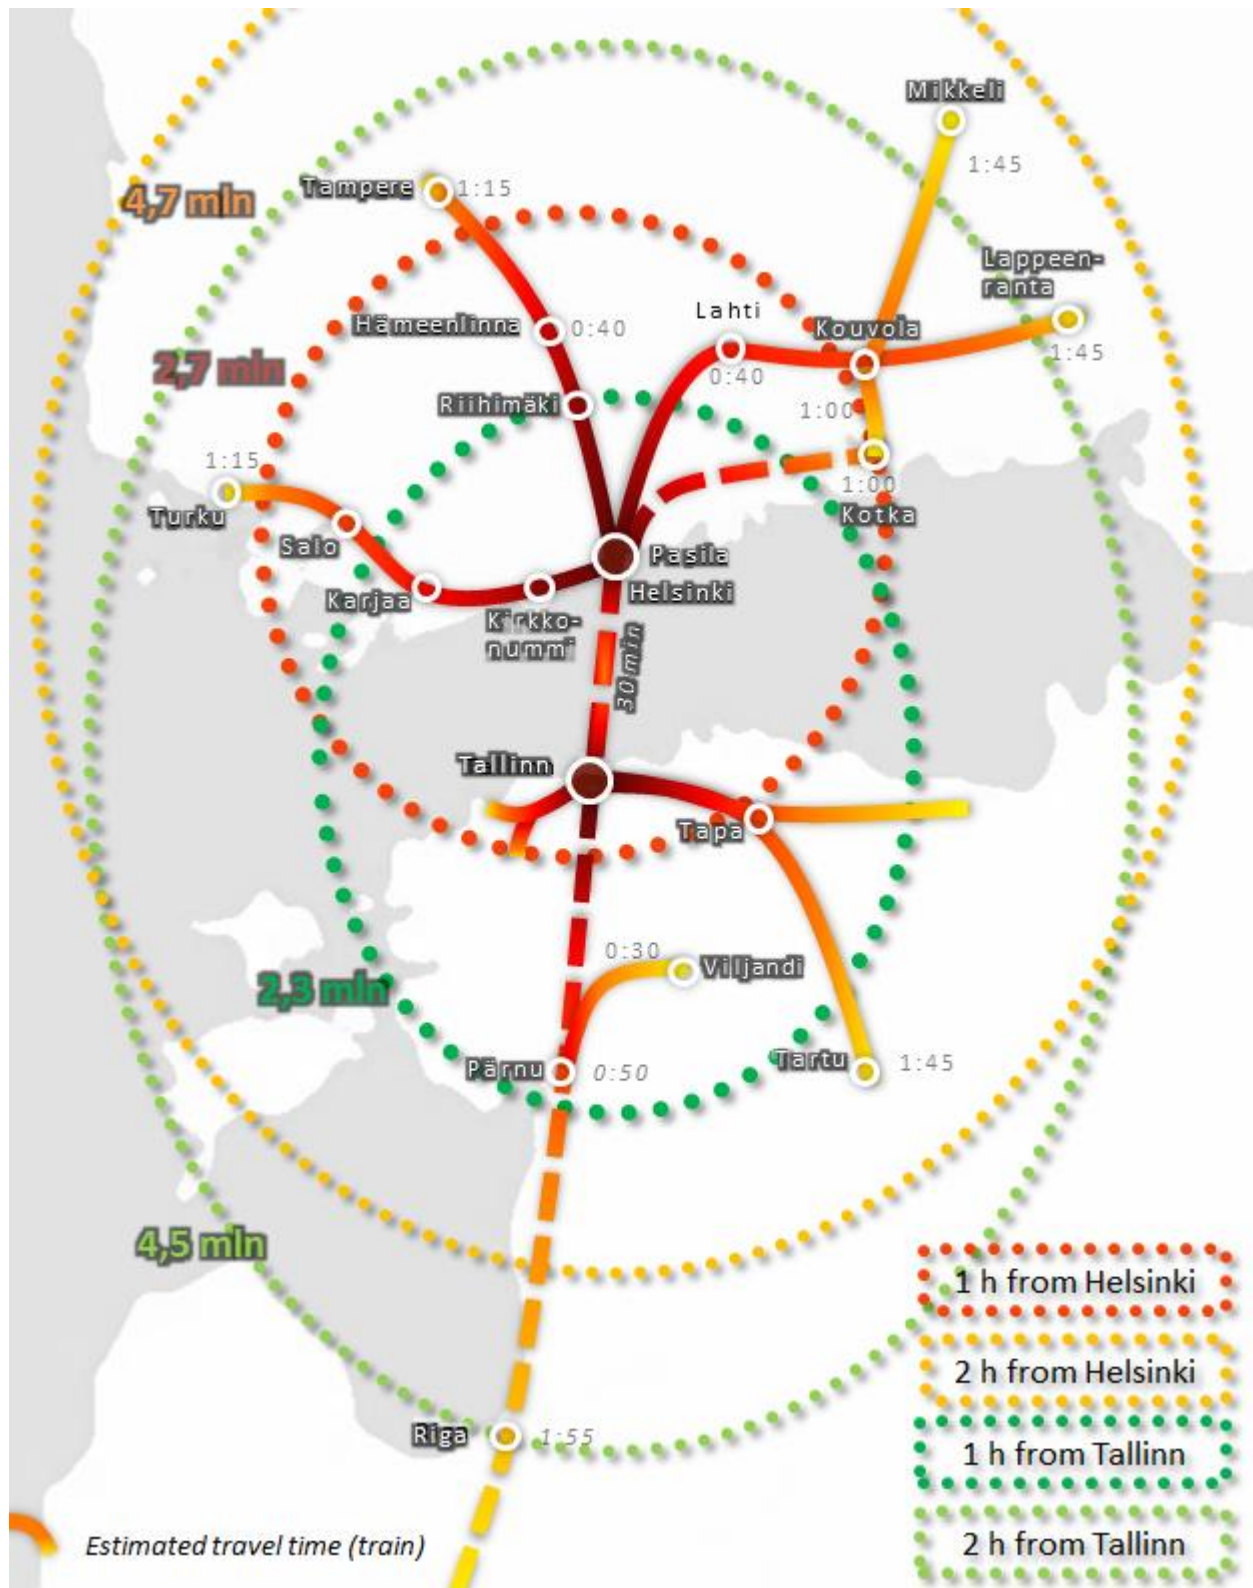 Mikkeli
1:45
Tampere
1:15
4,7 mln
Lappeen-
ranta
1:45
Hämeenlinna
0:40
Lahti
0:40
Kouvola
2,7 mln
Riihimäki
1:00
1:15
Turku
1:00
Kotka
Salo
Pasila
Helsinki
Karjaa
Kirkko-
nummi
30 min
Tallinn
Tapa
0:30
Viljandi
2,3 mln
Pärnu
0:50
Tartu
1:45
4,5 mln
1 h from Helsinki
2 h from Helsinki
Riga
1:55
1 h from Tallinn
2 h from Tallinn
Estimated travel time (train)